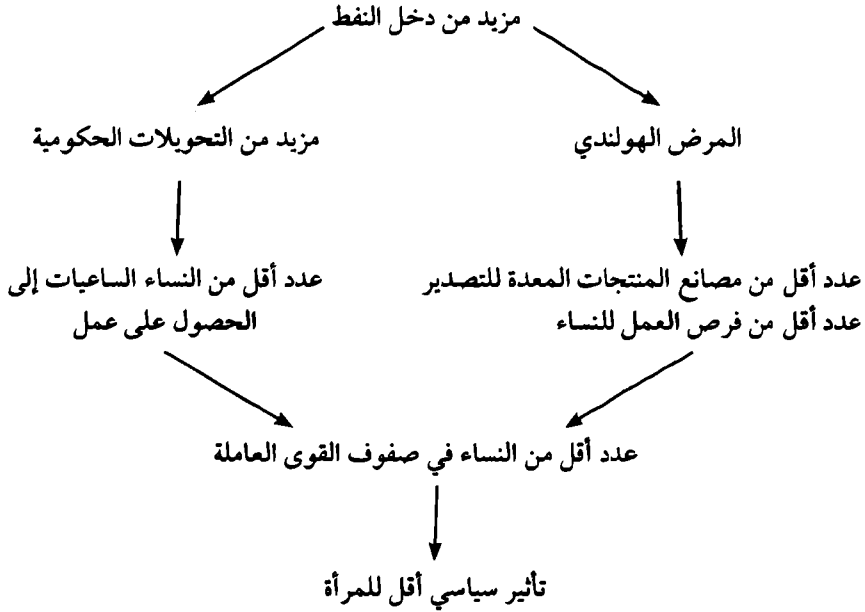 مزيد من دخل النفط
المرض الهولندي
مزيد من التحويلات الحكومية
عدد أقل من مصانع المنتجات المعدة للتصدير
عدد أقل من فرص العمل للنساء
عدد أقل من النساء الساعيات إلى
الحصول على عمل
عدد أقل من النساء في صفوف القوى العاملة
تأثير سياسي أقل للمرأة